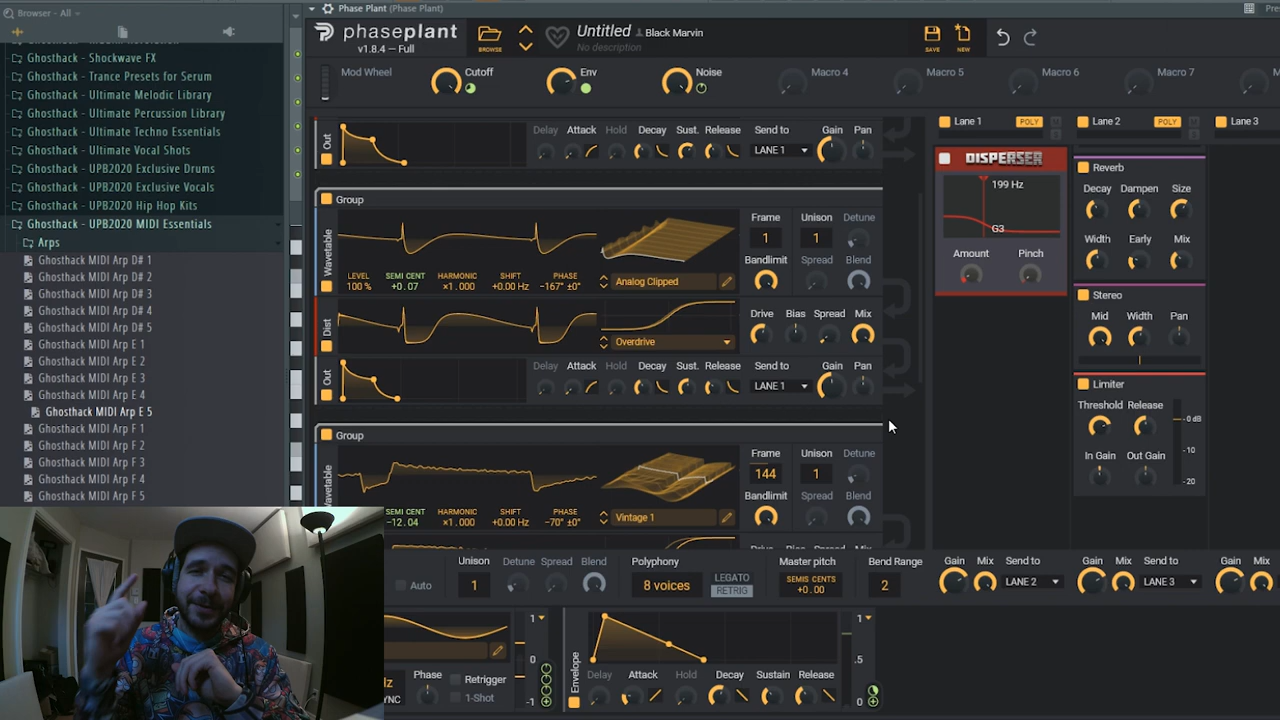 Browser - All
Ghosthack - Shockwave FX
Ghosthack - Trance Presets for Serum
Ghosthack - Ultimate Melodic Library
Ghosthack - Ultimate Percussion Library
Ghosthack - Ultimate Techno Essentials
Ghosthack - Ultimate Vocal Shots
Ghosthack - UPB2020 Exclusive Drums
Ghosthack - UPB2020 Exclusive Vocals
Ghosthack - UPB2020 Hip Hop Kits
Ghosthack - UPB2020 MIDI Essentials
Arps
Ghosthack MIDI Arp D# 1
Ghosthack MIDI Arp D# 2
Ghosthack MIDI Arp D# 3
Ghosthack MIDI Arp D# 4
Ghosthack MIDI Arp D# 5
Ghosthack MIDI Arp E 1
Ghosthack MIDI Arp E 2
Ghosthack MIDI Arp E 3
Ghosthack MIDI Arp E 4
Ghosthack MIDI Arp E 5
Ghosthack MIDI Arp F 1
Ghosthack MIDI Arp F 2
Ghosthack MIDI Arp F 3
Ghosthack MIDI Arp F 4
Ghosthack MIDI Arp F 5
Phase Plant (Phase Plant)
Pre
phaseplant
v1.8.4 – Full
BROWSE
Untitled Black Marvin
No description
SAVE NEW
Mod Wheel Cutoff Env Noise Macro 4 Macro 5 Macro 6 Macro 7
Out Delay Attack Hold Decay Sust. Release Send to Gain Pan
LANE 1
Group
Wavetable
Frame Unison Detune
1 1
Bandlimit Spread Blend
LEVEL SEMI CENT HARMONIC SHIFT PHASE
100 % +0.07 ×1.000 +0.00 Hz -167° ±0°
Analog Clipped
Dist
Overdrive
Drive Bias Spread Mix
Out Delay Attack Hold Decay Sust. Release Send to Gain Pan
LANE 1
Group
Wavetable
Frame Unison Detune
144 1
Bandlimit Spread Blend
SEMI CENT HARMONIC SHIFT PHASE
-12.04 ×1.000 +0.00 Hz -70° ±0°
Vintage 1
Lane 1 POLY Lane 2 POLY Lane 3
DISPERSER
199 Hz
G3
Amount Pinch
Reverb
Decay Dampen Size
Width Early Mix
Stereo
Mid Width Pan
Limiter
Threshold Release
-0 dB
-10
-20
In Gain Out Gain
Auto
Unison Detune Spread Blend
1
Polyphony
8 voices
LEGATO
RETRIG
Master pitch
SEMIS CENTS
+0.00
Bend Range
2
Gain Mix Send to
LANE 2
Gain Mix Send to
LANE 3
Gain Mix
1
0
-1
Phase Retrigger
1-Shot
Envelope
Delay Attack Hold Decay Sustain Release
1
.5
0